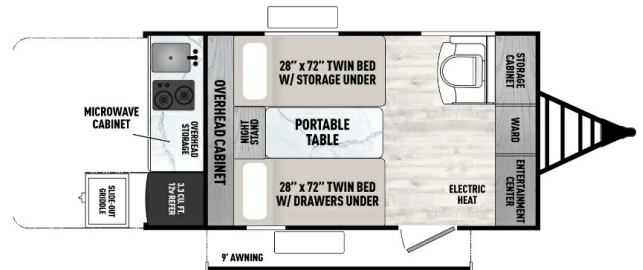 MICROWAVE
CABINET
OVERHEAD
STORAGE
SLIDE-OUT
GRIDDLE
3.3 CU. FT.
12v REFER
OVERHEAD CABINET
28" x 72" TWIN BED
W/ STORAGE UNDER
NIGHT
STAND
PORTABLE
TABLE
28" x 72" TWIN BED
W/ DRAWERS UNDER
STORAGE
CABINET
WARD
ENTERTAINMENT
CENTER
ELECTRIC
HEAT
9' AWNING